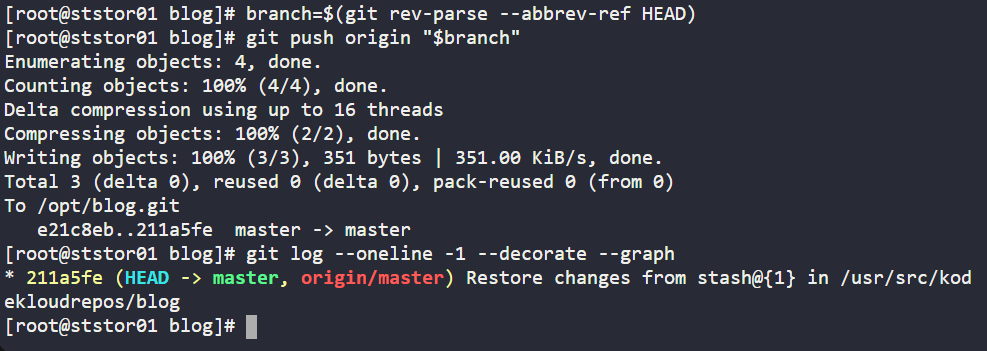 [root@ststor01 blog]# branch=$(git rev-parse --abbrev-ref HEAD)
[root@ststor01 blog]# git push origin "$branch"
Enumerating objects: 4, done.
Counting objects: 100% (4/4), done.
Delta compression using up to 16 threads
Compressing objects: 100% (2/2), done.
Writing objects: 100% (3/3), 351 bytes | 351.00 KiB/s, done.
Total 3 (delta 0), reused 0 (delta 0), pack-reused 0 (from 0)
To /opt/blog.git
   e21c8eb..211a5fe  master -> master
[root@ststor01 blog]# git log --oneline -1 --decorate --graph
* 211a5fe (HEAD -> master, origin/master) Restore changes from stash@{1} in /usr/src/kod
ekloudrepos/blog
[root@ststor01 blog]#